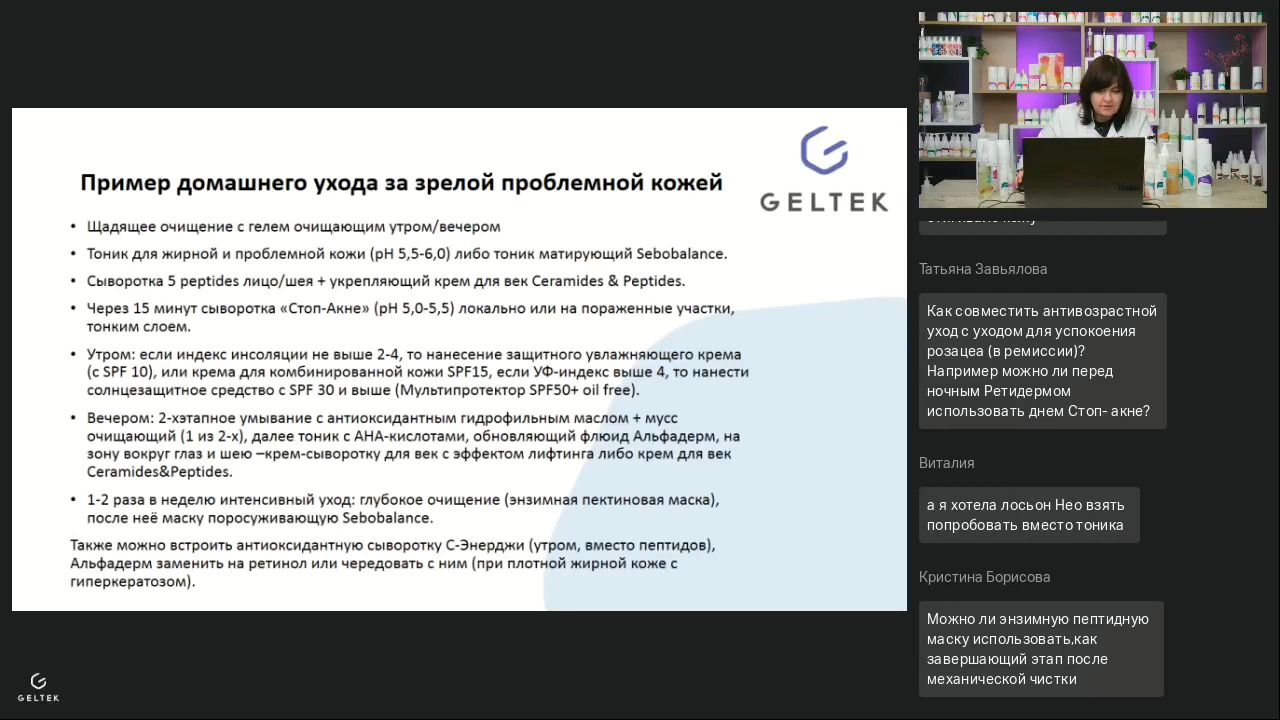 Пример домашнего ухода за зрелой проблемной кожей
GELTEK
• Щадящее очищение с гелем очищающим утром/вечером
• Тоник для жирной и проблемной кожи (pH 5,5-6,0) либо тоник матирующий Sebobalance.
• Сыворотка 5 peptides лицо/шея + укрепляющий крем для век Ceramides & Peptides.
• Через 15 минут сыворотка «Стоп-Акне» (pH 5,0-5,5) локально или на пораженные участки,
тонким слоем.
• Утром: если индекс инсоляции не выше 2-4, то нанесение защитного увлажняющего крема
(с SPF 10), или крема для комбинированной кожи SPF15, если УФ-индекс выше 4, то нанести
солнцезащитное средство с SPF 30 и выше (Мультипротектор SPF50+ oil free).
• Вечером: 2-хэтапное умывание с антиоксидантным гидрофильным маслом + мусс
очищающий (1 из 2-х), далее тоник с АНА-кислотами, обновляющий флюид Альфадерм, на
зону вокруг глаз и шею –крем-сыворотку для век с эффектом лифтинга либо крем для век
Ceramides&Peptides.
• 1-2 раза в неделю интенсивный уход: глубокое очищение (энзимная пектиновая маска),
после неё маску поросуживающую Sebobalance.
Также можно встроить антиоксидантную сыворотку С-Энерджи (утром, вместо пептидов),
Альфадерм заменить на ретинол или чередовать с ним (при плотной жирной коже с
гиперкератозом).
GELTEK
Татьяна Завьялова
Как совместить антивозрастной
уход с уходом для успокоения
розацеа (в ремиссии)?
Например можно ли перед
ночным Ретидермом
использовать днем Стоп- акне?
Виталия
а я хотела лосьон Нео взять
попробовать вместо тоника
Кристина Борисова
Можно ли энзимную пептидную
маску использовать,как
завершающий этап после
механической чистки